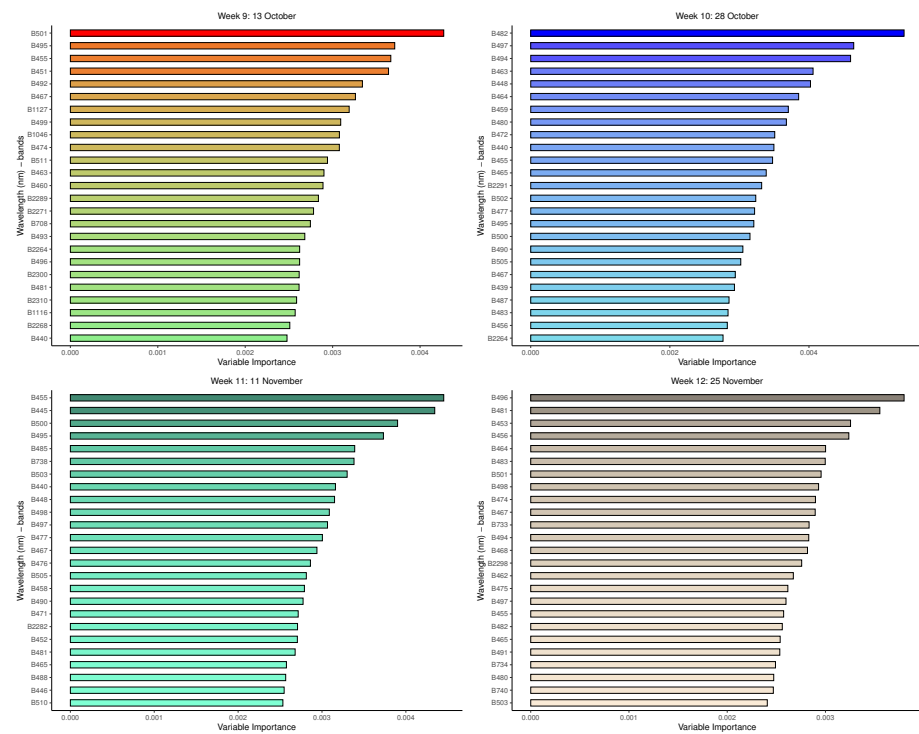 Week 9: 13 October
Wavelength (nm) – bands
B501
B495
B455
B451
B492
B467
B1127
B499
B1046
B474
B511
B463
B460
B2289
B2271
B708
B493
B2264
B496
B2300
B481
B2310
B1116
B2268
B440
0.000 0.001 0.002 0.003 0.004
Variable Importance
Week 10: 28 October
Wavelength (nm) – bands
B482
B497
B494
B463
B448
B464
B459
B480
B472
B440
B455
B465
B2291
B502
B477
B495
B500
B490
B505
B467
B439
B487
B483
B456
B2264
0.000 0.002 0.004
Variable Importance
Week 11: 11 November
Wavelength (nm) – bands
B455
B445
B500
B495
B485
B738
B503
B440
B448
B498
B497
B477
B467
B476
B505
B458
B490
B471
B2282
B452
B481
B465
B488
B446
B510
0.000 0.001 0.002 0.003 0.004
Variable Importance
Week 12: 25 November
Wavelength (nm) – bands
B496
B481
B453
B456
B464
B483
B501
B498
B474
B467
B733
B494
B468
B2298
B462
B475
B497
B455
B482
B465
B491
B734
B480
B740
B503
0.000 0.001 0.002 0.003
Variable Importance